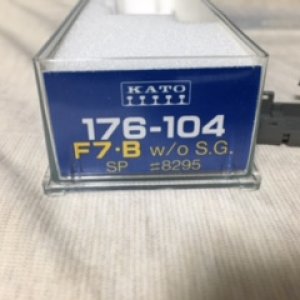 KATO
176-104
F7·B w/o S.G.
SP #8295